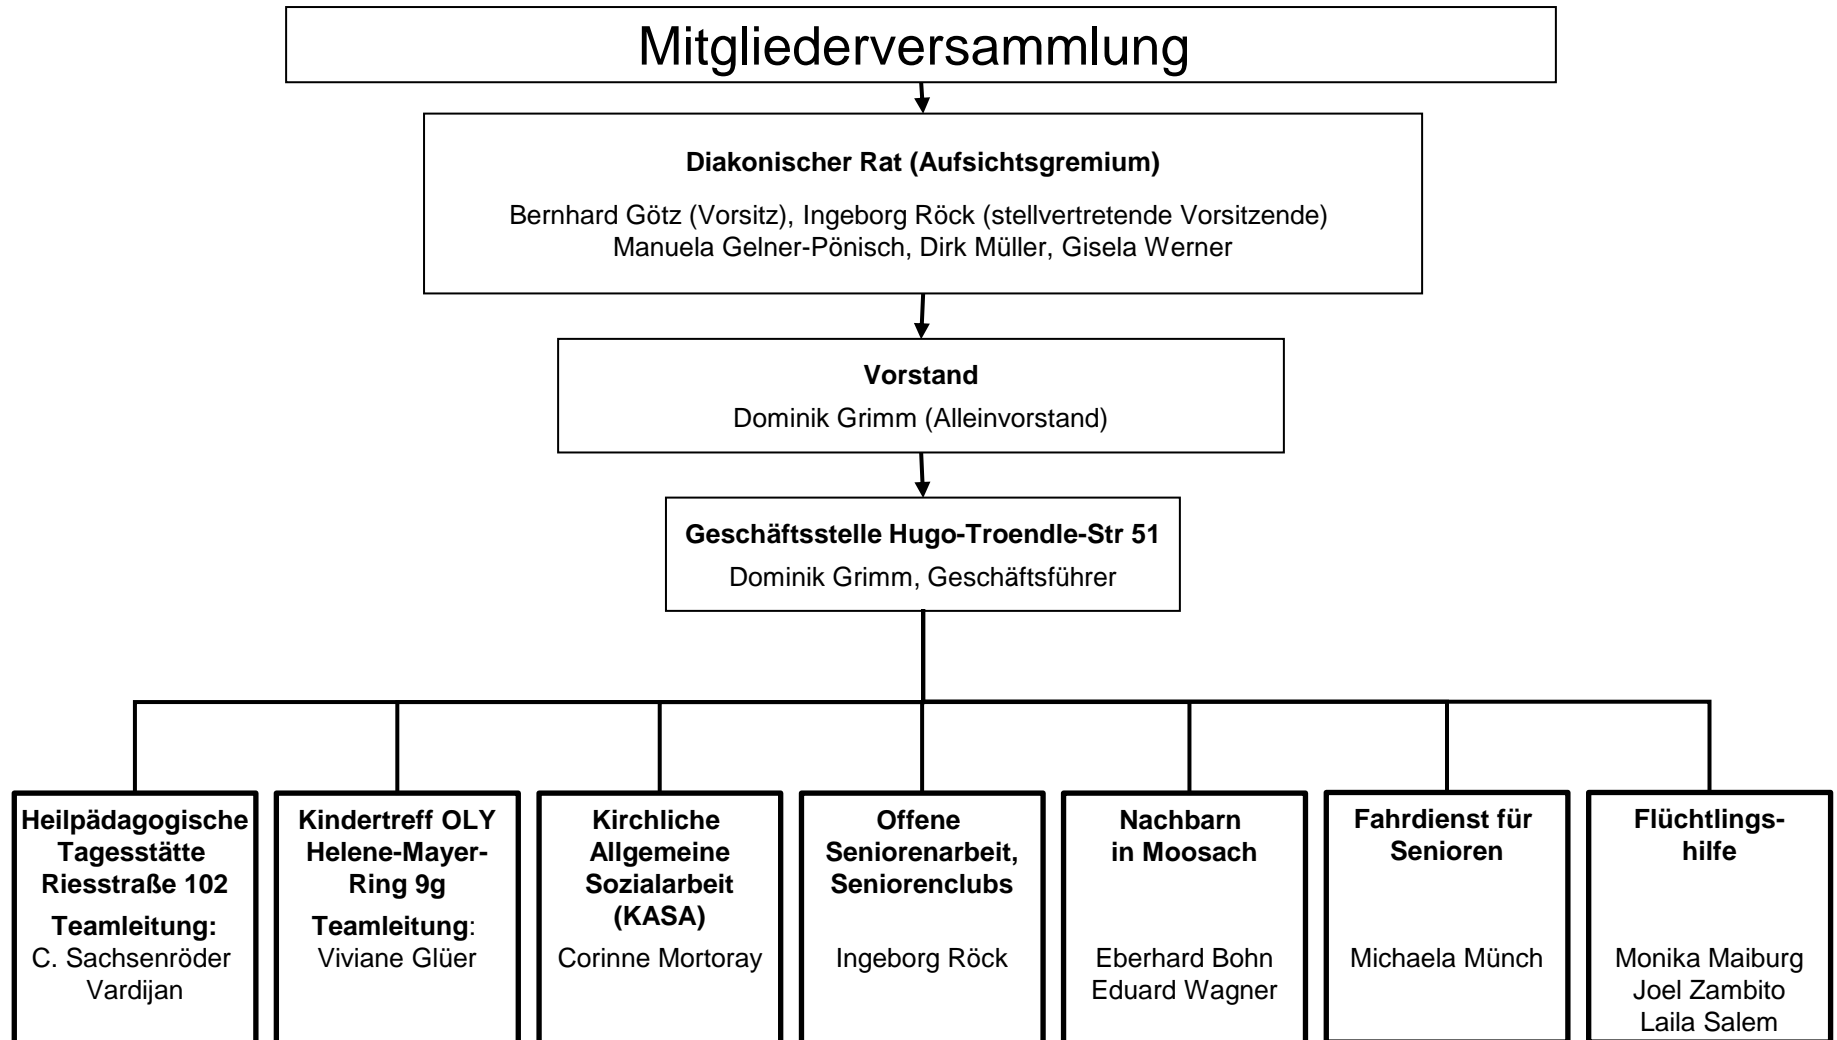 Mitgliederversammlung
Diakonischer Rat (Aufsichtsgremium)
Bernhard Götz (Vorsitz), Ingeborg Röck (stellvertretende Vorsitzende)
Manuela Gelner-Pönisch, Dirk Müller, Gisela Werner
Vorstand
Dominik Grimm (Alleinvorstand)
Geschäftsstelle Hugo-Troendle-Str 51
Dominik Grimm, Geschäftsführer
Heilpädagogische
Tagesstätte
Riesstraße 102
Teamleitung:
C. Sachsenröder
Vardijan
Kindertreff OLY
Helene-Mayer-
Ring 9g
Teamleitung:
Viviane Glüer
Kirchliche
Allgemeine
Sozialarbeit
(KASA)
Corinne Mortoray
Offene
Seniorenarbeit,
Seniorenclubs
Ingeborg Röck
Nachbarn
in Moosach
Eberhard Bohn
Eduard Wagner
Fahrdienst für
Senioren
Michaela Münch
Flüchtlings-
hilfe
Monika Maiburg
Joel Zambito
Laila Salem